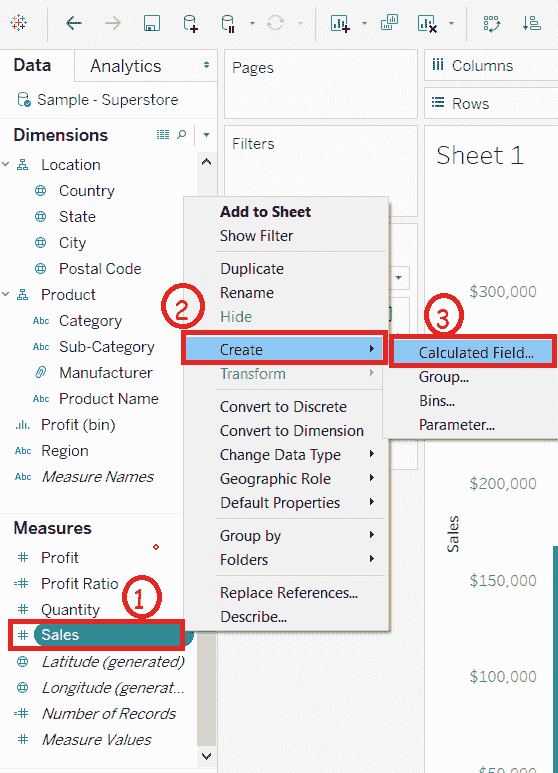 Data
Analytics
Sample - Superstore
Dimensions
Location
Country
State
City
Postal Code
Product
Abc Category
Abc Sub-Category
Manufacturer
Abc Product Name
Profit (bin)
Abc Region
Abc Measure Names
Measures
Profit
Profit Ratio
Quantity
Sales
Latitude (generated)
Longitude (generat...
Number of Records
Measure Values
1
Pages
Filters
2
Add to Sheet
Show Filter
Duplicate
Rename
Hide
Create
Transform
Convert to Discrete
Convert to Dimension
Change Data Type
Geographic Role
Default Properties
Group by
Folders
Replace References...
Describe...
3
Calculated Field...
Group...
Bins...
Parameter...
Columns
Rows
Sheet 1
$300,000
$200,000
$150,000
$100,000
$50,000
Sales